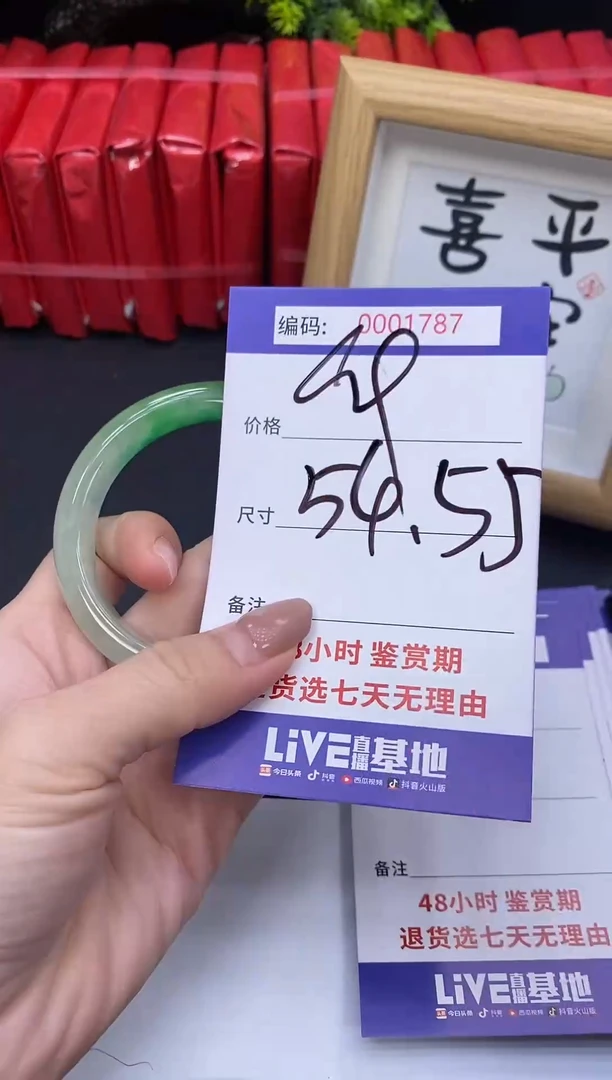 喜平
编码: 0001787
价格
尺寸 54.55
备注
8小时 鉴赏期
货选七天无理由
LiVE直播基地
今日头条 抖音 西瓜视频 抖音火山版
备注
48小时 鉴赏期
退货选七天无理由
LiVE直播基地
今日头条 抖音 西瓜视频 抖音火山版